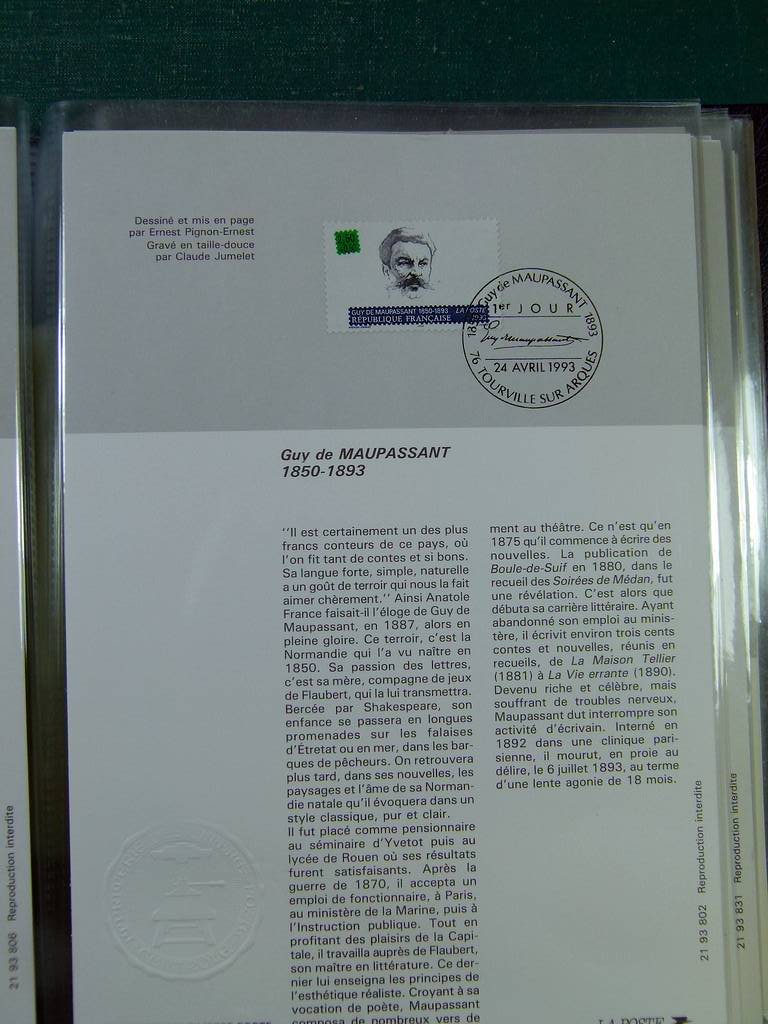 Dessiné et mis en page
par Ernest Pignon-Ernest
Gravé en taille-douce
par Claude Jumelet
GUY DE MAUPASSANT 1850-1893 LA POSTE
RÉPUBLIQUE FRANÇAISE
Guy de MAUPASSANT
1er JOUR
1893
24 AVRIL 1993
76 TOURVILLE SUR ARQUES
Guy de MAUPASSANT
1850-1893
''Il est certainement un des plus
francs conteurs de ce pays, où
l'on fit tant de contes et si bons.
Sa langue forte, simple, naturelle
a un goût de terroir qui nous la fait
aimer chèrement.'' Ainsi Anatole
France faisait-il l'éloge de Guy de
Maupassant, en 1887, alors en
pleine gloire. Ce terroir, c'est la
Normandie qui l'a vu naître en
1850. Sa passion des lettres,
c'est sa mère, compagne de jeux
de Flaubert, qui la lui transmettra.
Bercée par Shakespeare, son
enfance se passera en longues
promenades sur les falaises
d'Étretat ou en mer, dans les bar-
ques de pêcheurs. On retrouvera
plus tard, dans ses nouvelles, les
paysages et l'âme de sa Norman-
die natale qu'il évoquera dans un
style classique, pur et clair.
Il fut placé comme pensionnaire
au séminaire d'Yvetot puis au
lycée de Rouen où ses résultats
furent satisfaisants. Après la
guerre de 1870, il accepta un
emploi de fonctionnaire, à Paris,
au ministère de la Marine, puis à
l'Instruction publique. Tout en
profitant des plaisirs de la Capi-
tale, il travailla auprès de Flaubert,
son maître en littérature. Ce der-
nier lui enseigna les principes de
l'esthétique réaliste. Croyant à sa
vocation de poète, Maupassant
composa de nombreux vers de
ment au théâtre. Ce n'est qu'en
1875 qu'il commence à écrire des
nouvelles. La publication de
Boule-de-Suif en 1880, dans le
recueil des Soirées de Médan, fut
une révélation. C'est alors que
débuta sa carrière littéraire. Ayant
abandonné son emploi au minis-
tère, il écrivit environ trois cents
contes et nouvelles, réunis en
recueils, de La Maison Tellier
(1881) à La Vie errante (1890).
Devenu riche et célèbre, mais
souffrant de troubles nerveux,
Maupassant dut interrompre son
activité d'écrivain. Interné en
1892 dans une clinique pari-
sienne, il mourut, en proie au
délire, le 6 juillet 1893, au terme
d'une lente agonie de 18 mois.
LA POSTE
21 93 806 Reproduction interdite
21 93 802 Reproduction interdite
21 93 831 Reproduction interdite